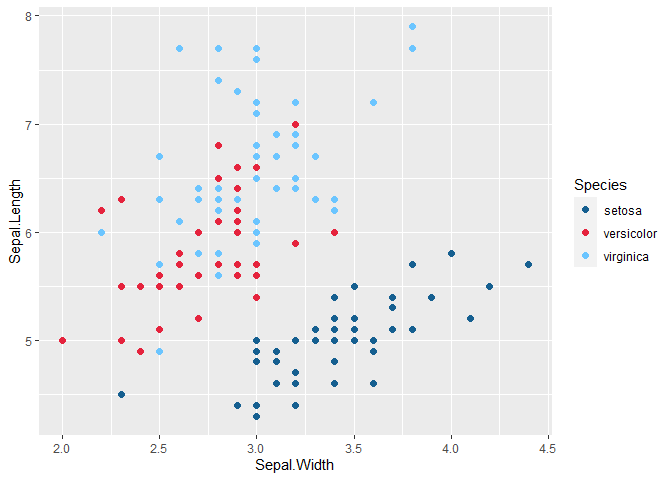 8
7
6
5
Sepal.Length
2.0 2.5 3.0 3.5 4.0 4.5
Sepal.Width
Species
setosa
versicolor
virginica